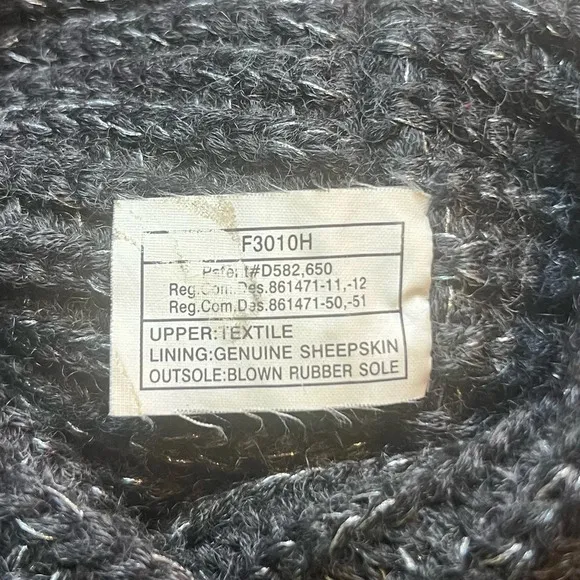 F3010H
Patent#D582,650
Reg.Com.Des.861471-11,-12
Reg.Com.Des.861471-50,-51
UPPER:TEXTILE
LINING:GENUINE SHEEPSKIN
OUTSOLE:BLOWN RUBBER SOLE